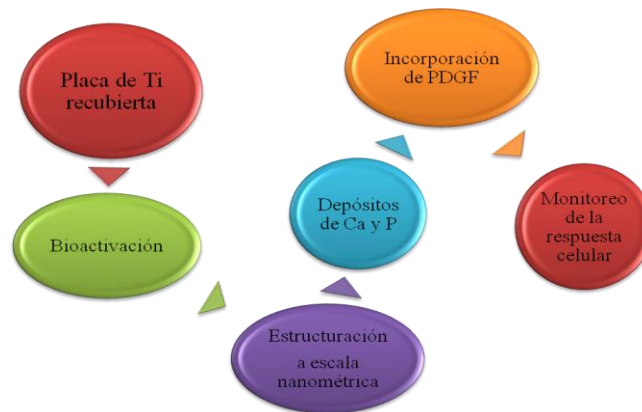 Placa de Ti
recubierta
Bioactivación
Estructuración
a escala
nanométrica
Depósitos
de Ca y P
Incorporación
de PDGF
Monitoreo
de la
respuesta
celular